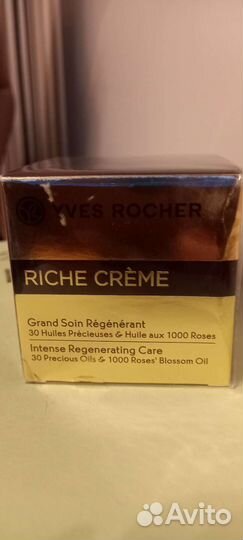 YVES ROCHER
RICHE CRÈME
Grand Soin Régénérant
30 Huiles Précieuses & Huile aux 1000 Roses
Intense Regenerating Care
30 Precious Oils & 1000 Roses' Blossom Oil
Avito